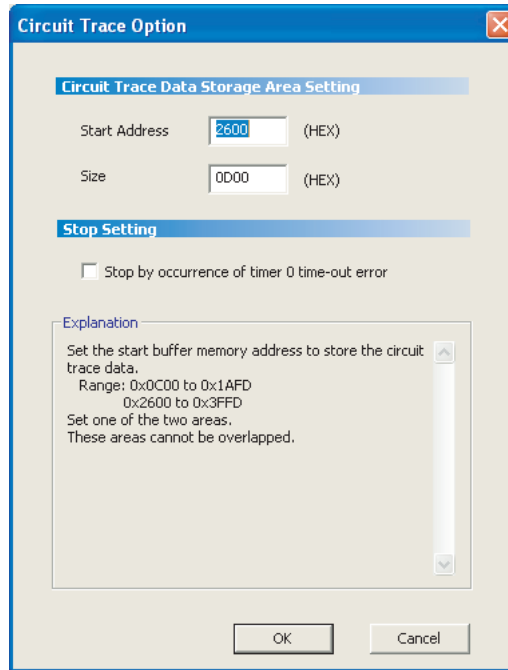 Circuit Trace Option
Circuit Trace Data Storage Area Setting
Start Address 2600 (HEX)
Size 0D00 (HEX)
Stop Setting
Stop by occurrence of timer 0 time-out error
Explanation
Set the start buffer memory address to store the circuit
trace data.
Range: 0x0C00 to 0x1AFD
0x2600 to 0x3FFD
Set one of the two areas.
These areas cannot be overlapped.
OK Cancel